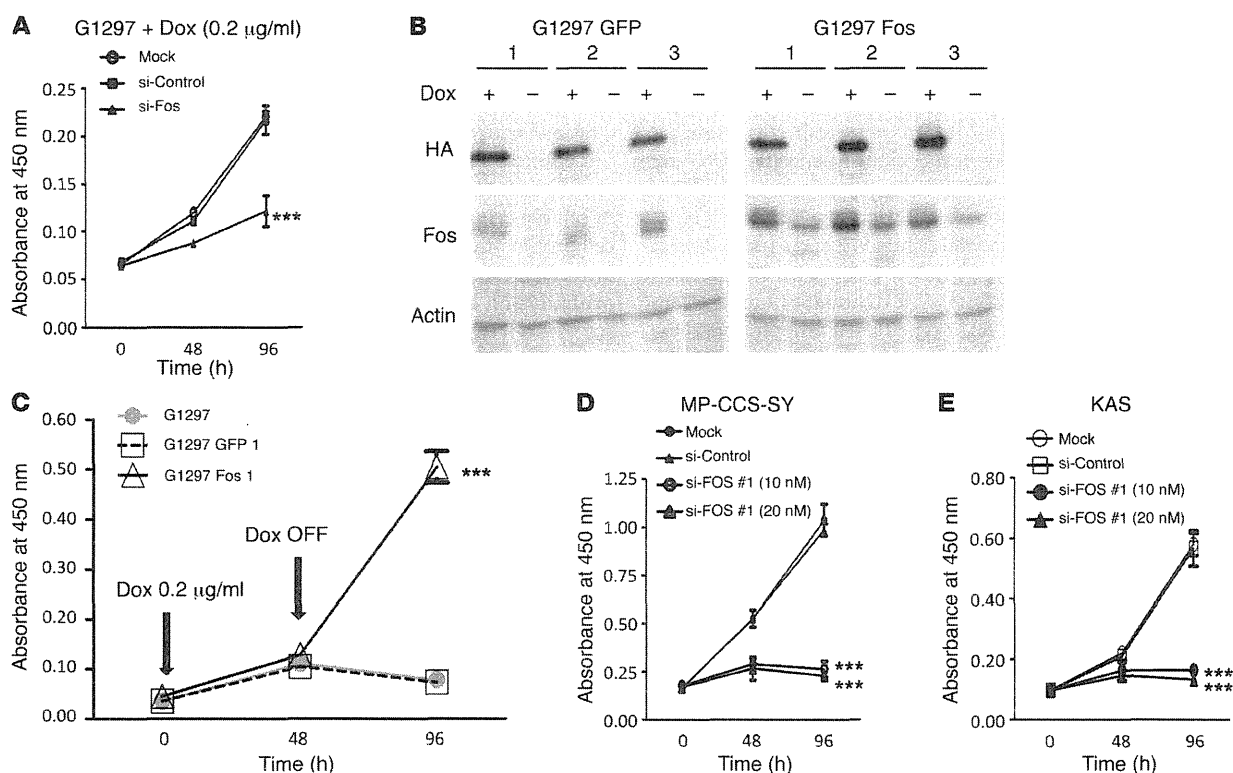 A
G1297 + Dox (0.2 μg/ml)
Mock
si-Control
si-Fos
Absorbance at 450 nm
0.25
0.20
0.15
0.10
0.05
0.00
***
0 48 96
Time (h)
B
G1297 GFP G1297 Fos
1 2 3 1 2 3
Dox + − + − + − + − + − + −
HA
Fos
Actin
C
G1297
G1297 GFP 1
G1297 Fos 1
Absorbance at 450 nm
0.60
0.50
0.40
0.30
0.20
0.10
0.00
***
Dox OFF
Dox 0.2 μg/ml
0 48 96
Time (h)
D
MP-CCS-SY
Mock
si-Control
si-FOS #1 (10 nM)
si-FOS #1 (20 nM)
Absorbance at 450 nm
1.25
1.00
0.75
0.50
0.25
0.00
***
***
0 48 96
Time (h)
E
KAS
Mock
si-Control
si-FOS #1 (10 nM)
si-FOS #1 (20 nM)
Absorbance at 450 nm
0.80
0.60
0.40
0.20
0.00
***
***
0 48 96
Time (h)